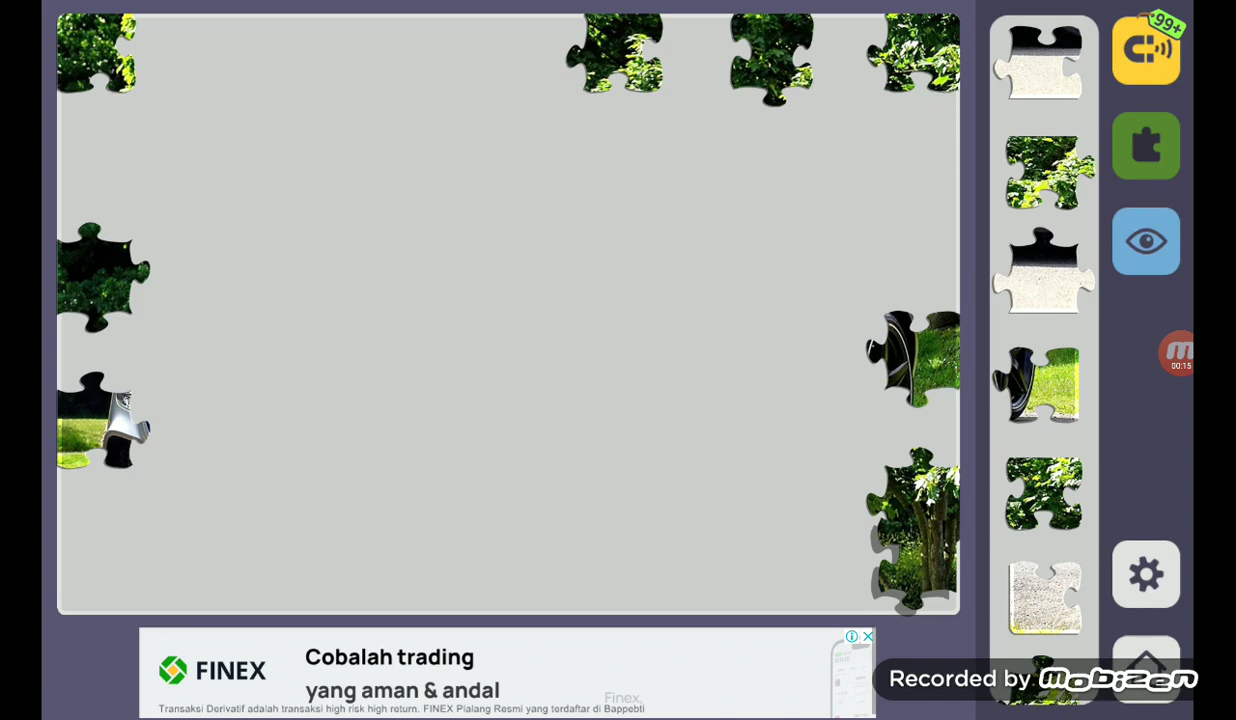 99+
00:15
FINEX
Cobalah trading
yang aman & andal
Finex,
Transaksi Derivatif adalah transaksi high risk high return. FINEX Pialang Resmi yang terdaftar di Bappebti
Recorded by mobizen